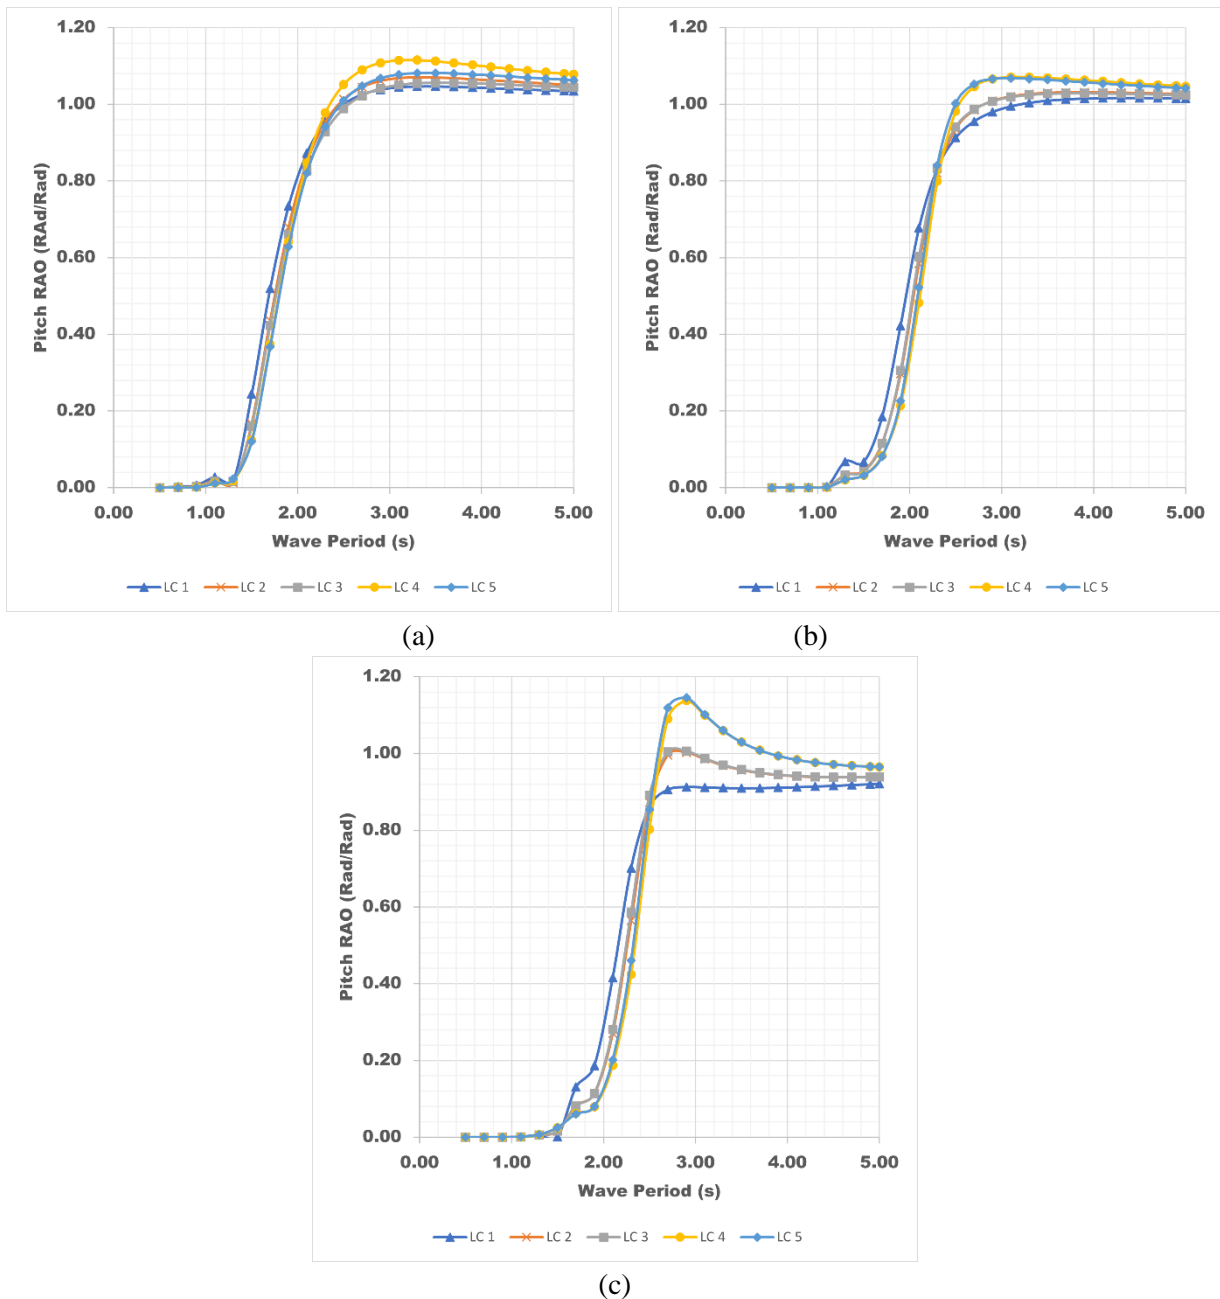 1.20
1.00
0.80
0.60
0.40
0.20
0.00
Pitch RAO (RAd/Rad)
0.00 1.00 2.00 3.00 4.00 5.00
Wave Period (s)
LC 1 LC 2 LC 3 LC 4 LC 5
(a)
1.20
1.00
0.80
0.60
0.40
0.20
0.00
Pitch RAO (Rad/Rad)
0.00 1.00 2.00 3.00 4.00 5.00
Wave Period (s)
LC 1 LC 2 LC 3 LC 4 LC 5
(b)
1.20
1.00
0.80
0.60
0.40
0.20
0.00
Pitch RAO (Rad/Rad)
0.00 1.00 2.00 3.00 4.00 5.00
Wave Period (s)
LC 1 LC 2 LC 3 LC 4 LC 5
(c)